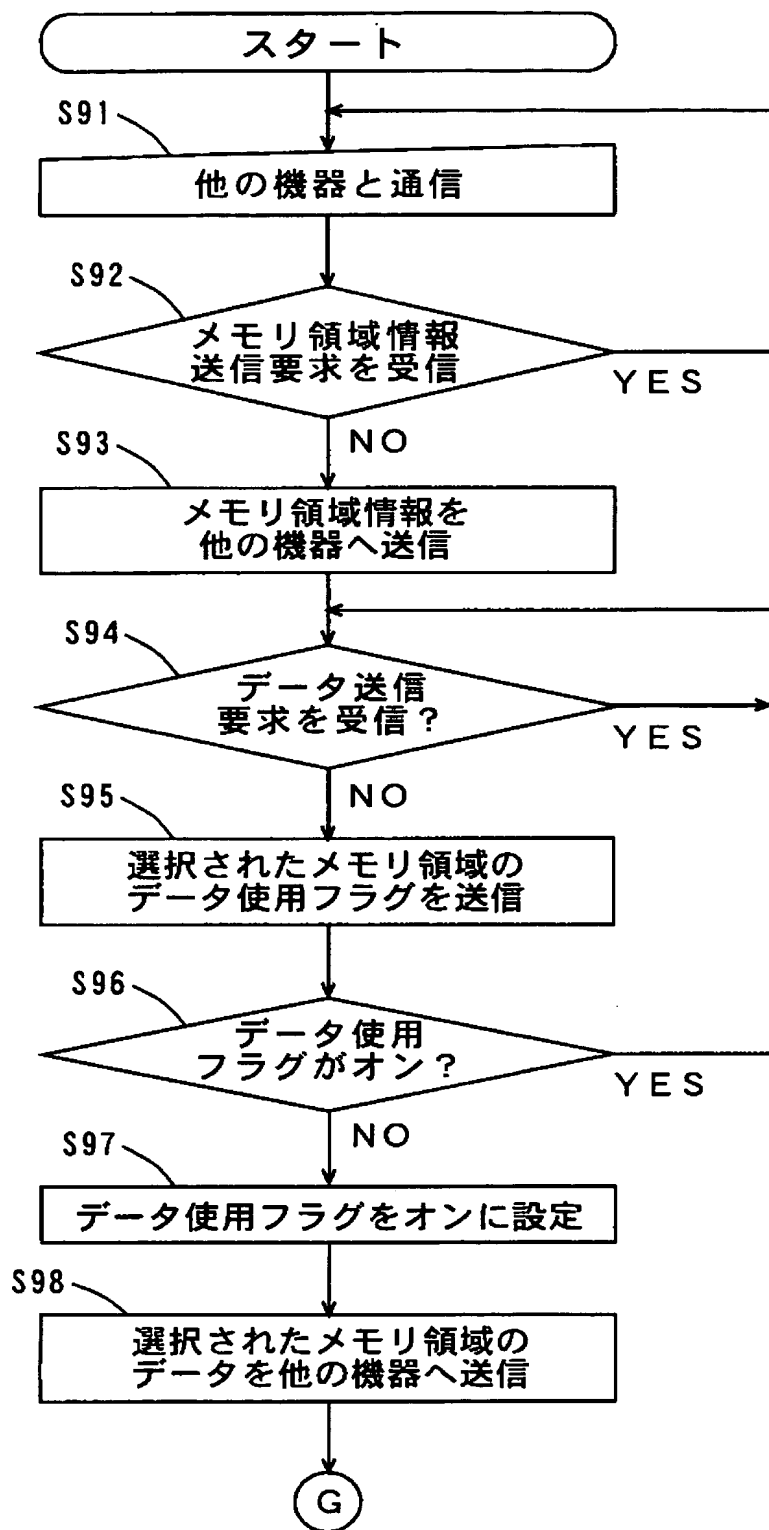 スタート
S91
他の機器と通信
S92
メモリ領域情報
送信要求を受信
YES
NO
S93
メモリ領域情報を
他の機器へ送信
S94
データ送信
要求を受信？
YES
NO
S95
選択されたメモリ領域の
データ使用フラグを送信
S96
データ使用
フラグがオン？
YES
NO
S97
データ使用フラグをオンに設定
S98
選択されたメモリ領域の
データを他の機器へ送信
G